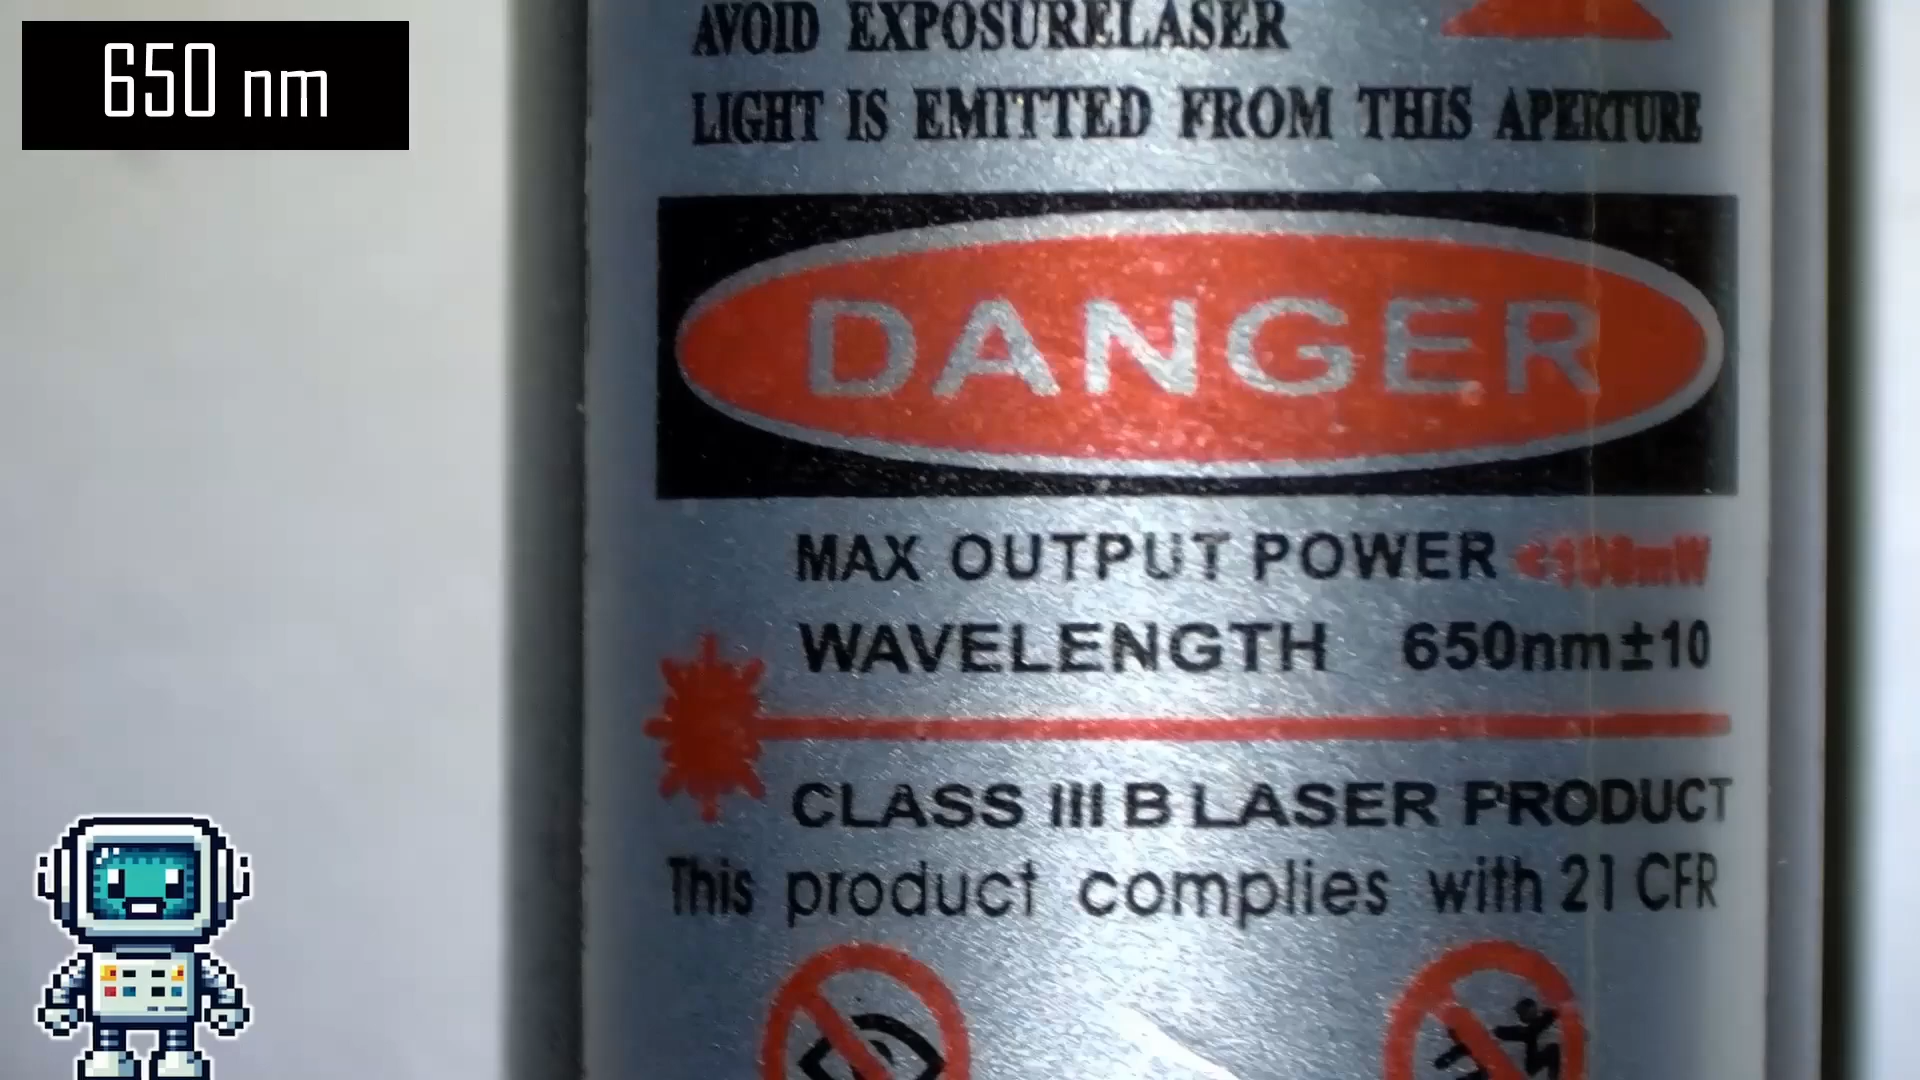 650 nm
AVOID EXPOSURELASER
LIGHT IS EMITTED FROM THIS APERTURE
DANGER
MAX OUTPUT POWER <100mW
WAVELENGTH 650nm±10
CLASS III B LASER PRODUCT
This product complies with 21 CFR